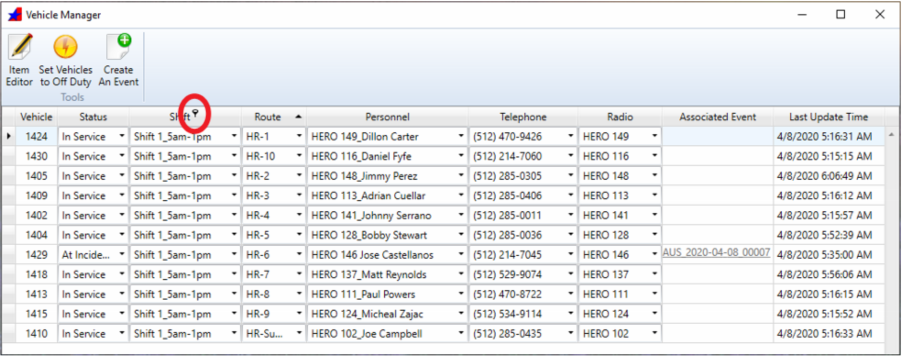 Vehicle Manager
Item Editor Set Vehicles to Off Duty Create An Event
Tools
Vehicle Status Shift Route Personnel Telephone Radio Associated Event Last Update Time
1424 In Service Shift 1_5am-1pm HR-1 HERO 149_Dillon Carter (512) 470-9426 HERO 149 4/8/2020 5:16:31 AM
1430 In Service Shift 1_5am-1pm HR-10 HERO 116_Daniel Fyfe (512) 214-7060 HERO 116 4/8/2020 5:15:15 AM
1405 In Service Shift 1_5am-1pm HR-2 HERO 148_Jimmy Perez (512) 285-0305 HERO 148 4/8/2020 6:06:49 AM
1409 In Service Shift 1_5am-1pm HR-3 HERO 113_Adrian Cuellar (512) 285-0406 HERO 113 4/8/2020 5:16:12 AM
1402 In Service Shift 1_5am-1pm HR-4 HERO 141_Johnny Serrano (512) 285-0011 HERO 141 4/8/2020 5:15:57 AM
1404 In Service Shift 1_5am-1pm HR-5 HERO 128_Bobby Stewart (512) 285-0036 HERO 128 4/8/2020 5:52:39 AM
1429 At Incide... Shift 1_5am-1pm HR-6 HERO 146 Jose Castellanos (512) 214-7045 HERO 146 AUS_2020-04-08_00007 4/8/2020 5:35:00 AM
1418 In Service Shift 1_5am-1pm HR-7 HERO 137_Matt Reynolds (512) 529-9074 HERO 137 4/8/2020 5:56:06 AM
1413 In Service Shift 1_5am-1pm HR-8 HERO 111_Paul Powers (512) 470-8722 HERO 111 4/8/2020 5:16:15 AM
1415 In Service Shift 1_5am-1pm HR-9 HERO 124_Micheal Zajac (512) 534-9114 HERO 124 4/8/2020 5:15:52 AM
1410 In Service Shift 1_5am-1pm HR-Su... HERO 102_Joe Campbell (512) 285-0435 HERO 102 4/8/2020 5:16:33 AM